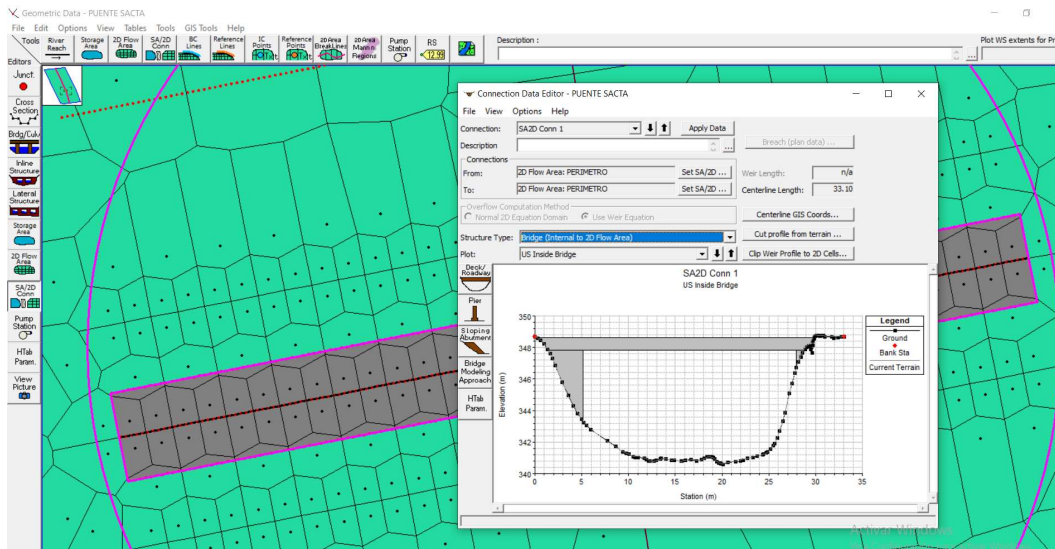 Geometric Data - PUENTE SACTA
File Edit Options View Tables Tools GIS Tools Help
Tools
River Reach
Storage Area
2D Flow Area
SA/2D Conn
BC Lines
Reference Lines
IC Points
Reference Points
2D Area BreakLines
2D Area Mann n Regions
Pump Station
RS
Description :
Plot WS extents for Pr
Editors
Junct.
Cross Section
Brdg/Culv
Inline Structure
Lateral Structure
Storage Area
2D Flow Area
SA/2D Conn
Pump Station
HTab Param.
View Picture
Connection Data Editor - PUENTE SACTA
File View Options Help
Connection: SA2D Conn 1 Apply Data
Description ... Breach (plan data) ...
Connections
From: 2D Flow Area: PERIMETRO Set SA/2D ... Weir Length: n/a
To: 2D Flow Area: PERIMETRO Set SA/2D ... Centerline Length: 33.10
Overflow Computation Method
Normal 2D Equation Domain Use Weir Equation
Centerline GIS Coords...
Structure Type: Bridge (Internal to 2D Flow Area) Cut profile from terrain ...
Plot: US Inside Bridge Clip Weir Profile to 2D Cells...
Deck/ Roadway
Pier
Sloping Abutment
Bridge Modeling Approach
HTab Param.
SA2D Conn 1
US Inside Bridge
350
348
346
344
342
340
Elevation (m)
0 5 10 15 20 25 30 35
Station (m)
Legend
Ground
Bank Sta
Current Terrain
Activar Windows